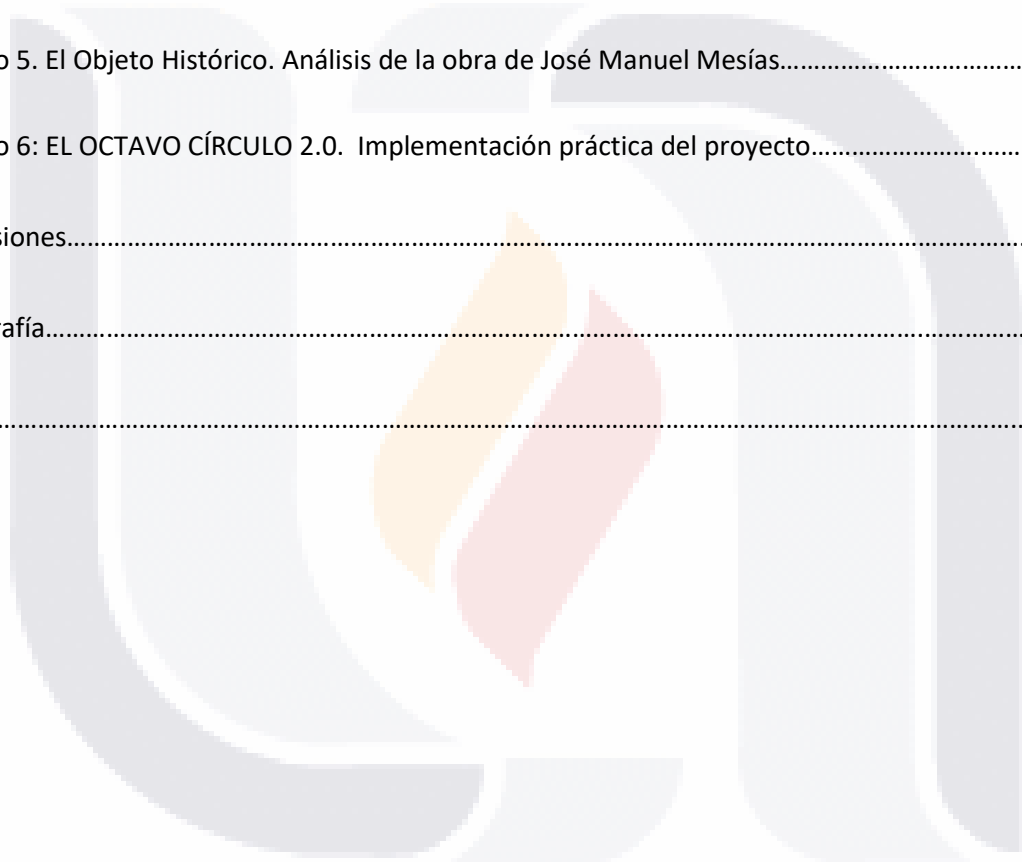 o 5. El Objeto Histórico. Análisis de la obra de José Manuel Mesías……………………………
o 6: EL OCTAVO CÍRCULO 2.0.  Implementación práctica del proyecto……………………………
siones………………………………………………………………………………………………
rafía…………………………………………………………………………………………………
………………………………………………………………………………………………………